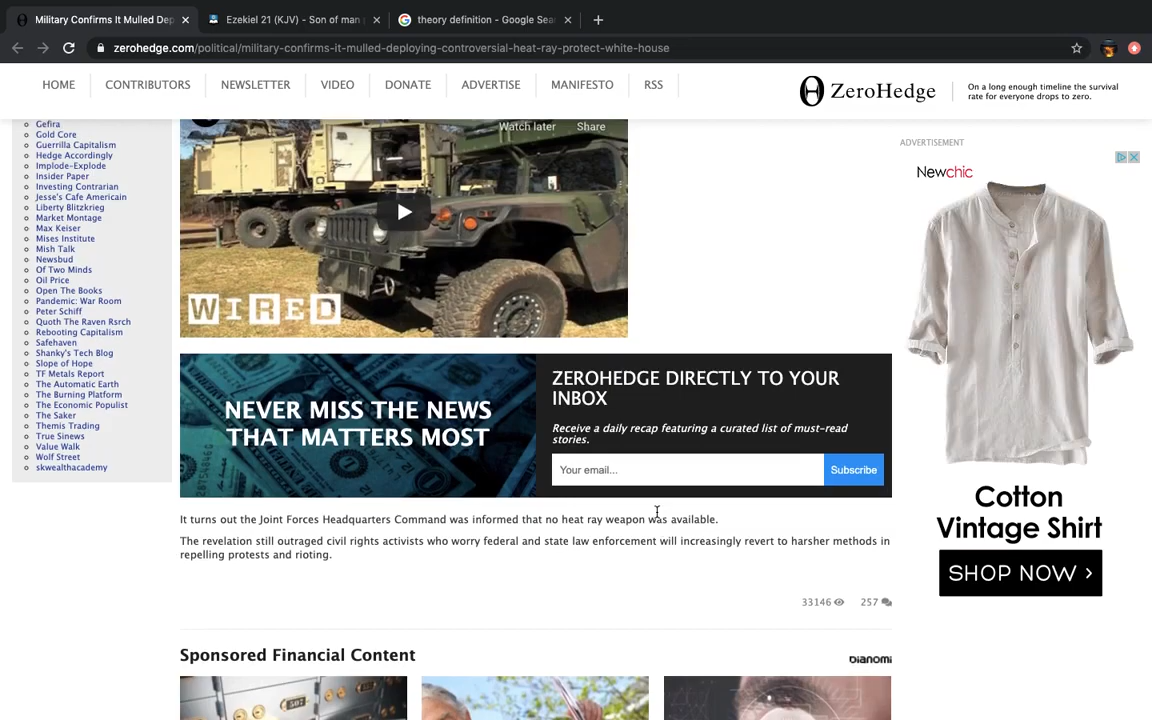 Military Confirms It Mulled Dep
Ezekiel 21 (KJV) - Son of man
theory definition - Google Sea
zerohedge.com/political/military-confirms-it-mulled-deploying-controversial-heat-ray-protect-white-house
HOME
CONTRIBUTORS
NEWSLETTER
VIDEO
DONATE
ADVERTISE
MANIFESTO
RSS
ZeroHedge
On a long enough timeline the survival
rate for everyone drops to zero.
Gefira
Gold Core
Guerrilla Capitalism
Hedge Accordingly
Implode-Explode
Insider Paper
Investing Contrarian
Jesse's Cafe Americain
Liberty Blitzkrieg
Market Montage
Max Keiser
Mises Institute
Mish Talk
Newsbud
Of Two Minds
Oil Price
Open The Books
Pandemic: War Room
Peter Schiff
Quoth The Raven Rsrch
Rebooting Capitalism
Safehaven
Shanky's Tech Blog
Slope of Hope
TF Metals Report
The Automatic Earth
The Burning Platform
The Economic Populist
The Saker
Themis Trading
True Sinews
Value Walk
Wolf Street
skwealthacademy
Watch later
Share
WIRED
NEVER MISS THE NEWS
THAT MATTERS MOST
ZEROHEDGE DIRECTLY TO YOUR
INBOX
Receive a daily recap featuring a curated list of must-read
stories.
Your email...
Subscribe
It turns out the Joint Forces Headquarters Command was informed that no heat ray weapon was available.
The revelation still outraged civil rights activists who worry federal and state law enforcement will increasingly revert to harsher methods in
repelling protests and rioting.
33146
257
Sponsored Financial Content
Dianomi
507
ADVERTISEMENT
Newchic
Cotton
Vintage Shirt
SHOP NOW >